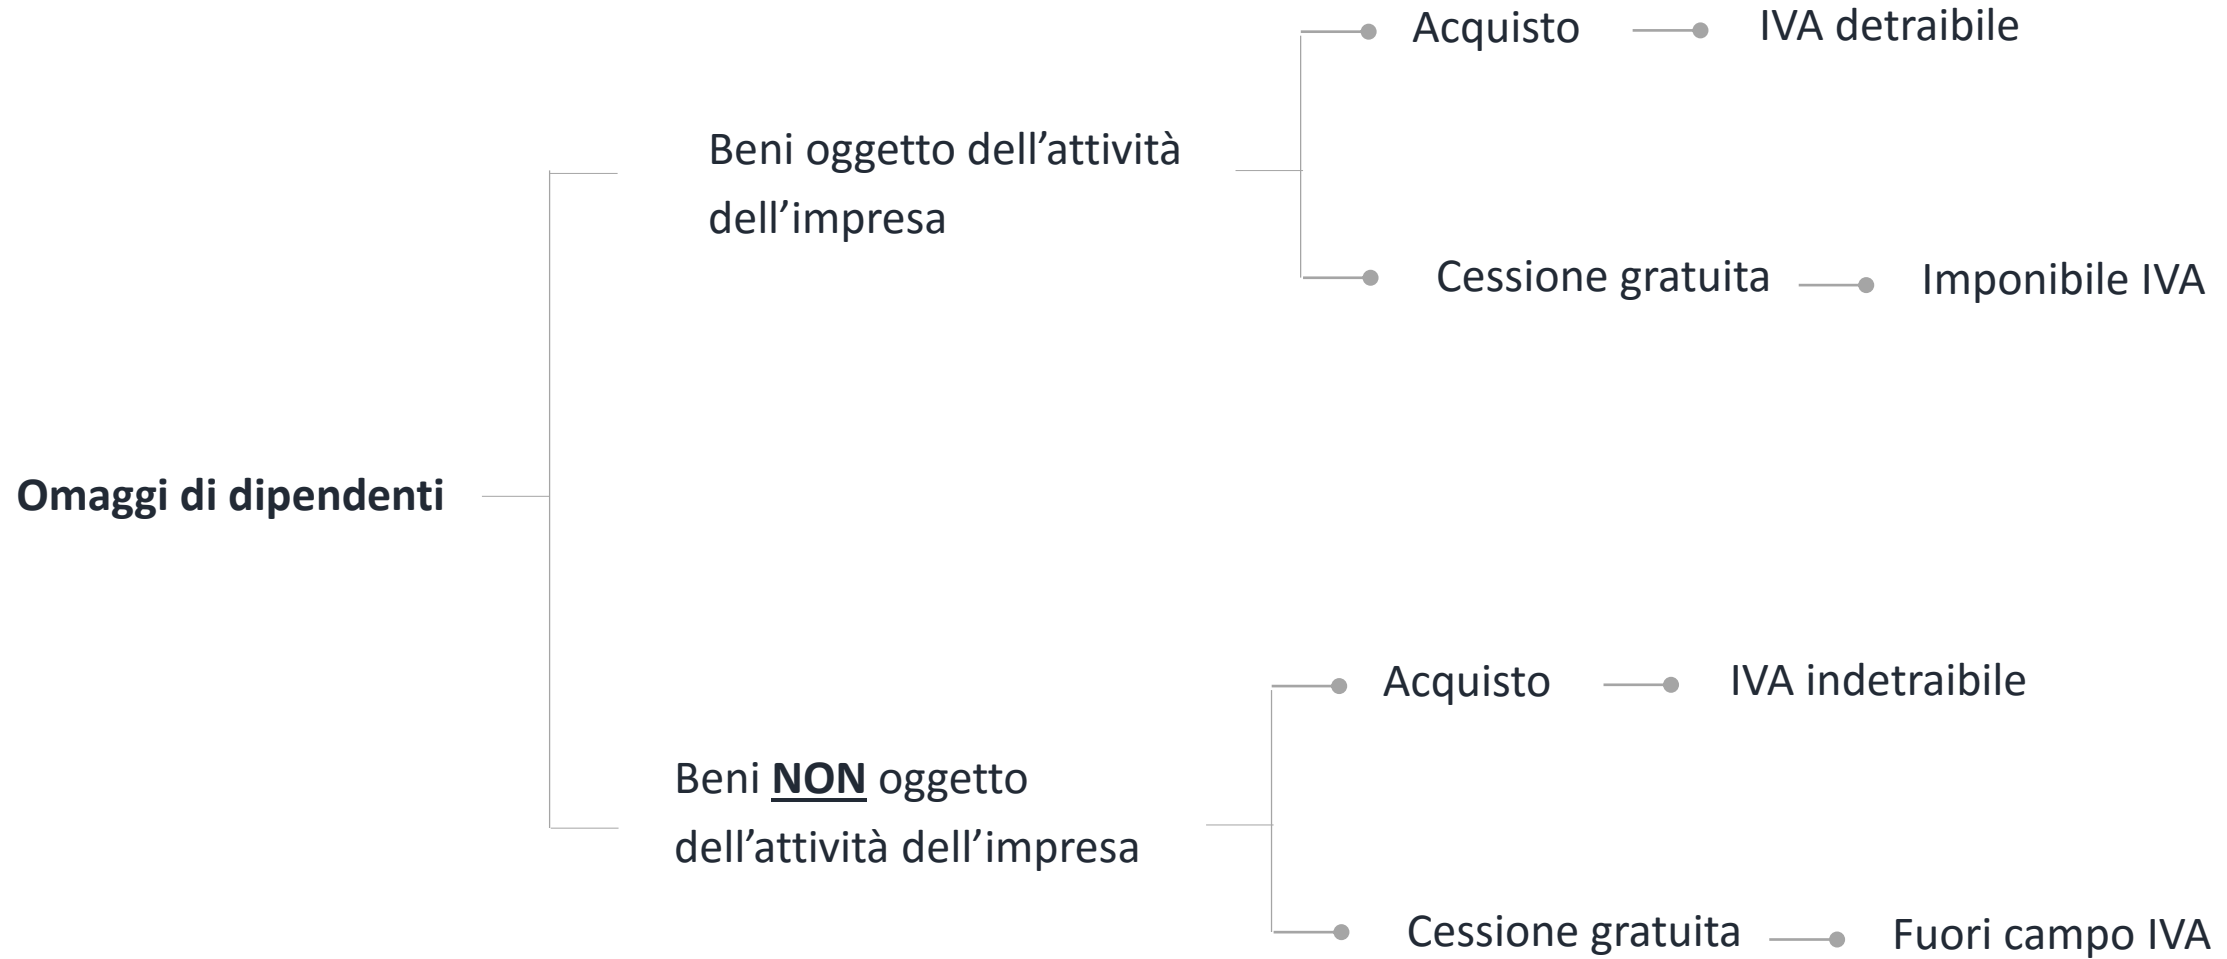 Acquisto
IVA detraibile
Beni oggetto dell’attività
dell’impresa
Cessione gratuita
Imponibile IVA
Omaggi di dipendenti
Acquisto
IVA indetraibile
Beni NON oggetto
dell’attività dell’impresa
Cessione gratuita
Fuori campo IVA